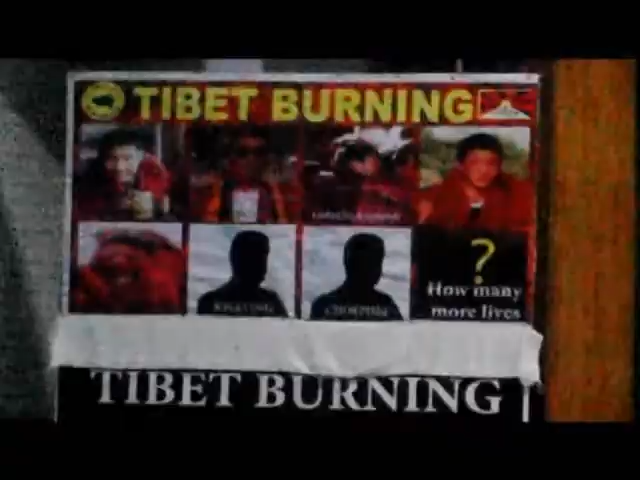 TIBET BURNING
?
How many
more lives
TIBET BURNING